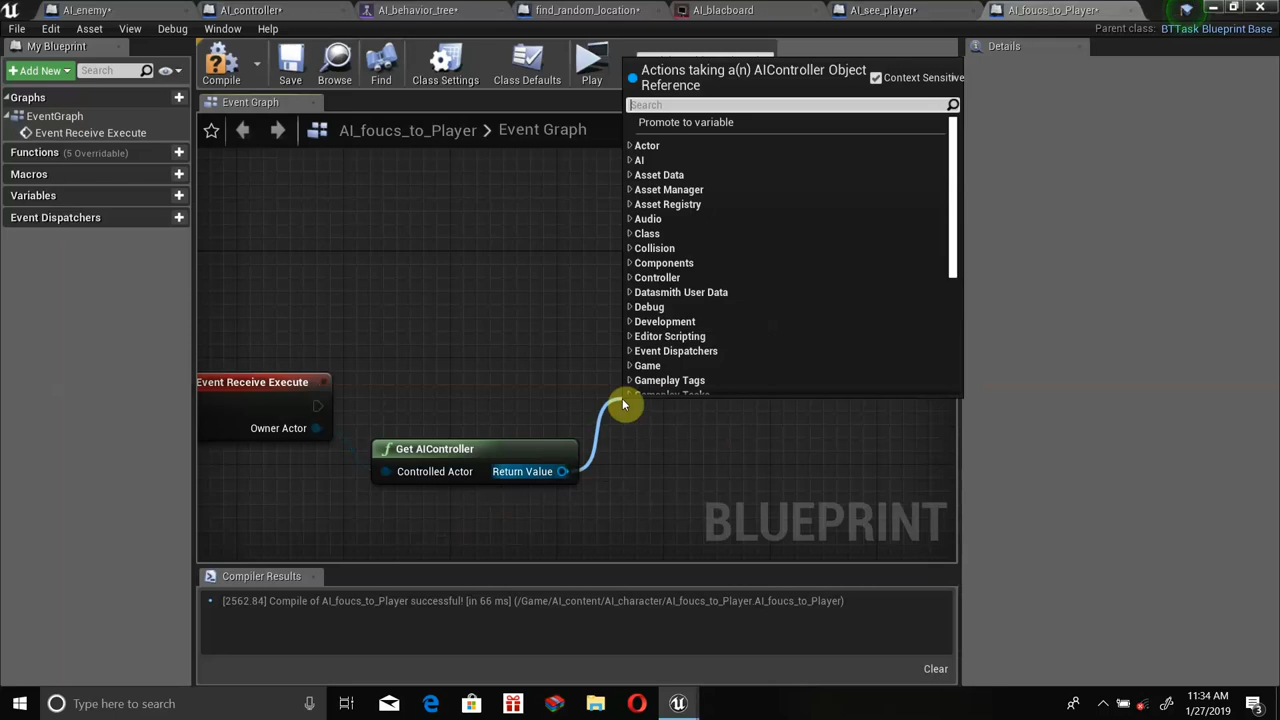 AI_enemy*
AI_controller*
AI_behavior_tree*
find_random_location*
AI_blacboard
AI_see_player*
AI_foucs_to_Player*
File Edit Asset View Debug Window Help
Parent class: BTTask Blueprint Base
My Blueprint
Add New
Search
Graphs
EventGraph
Event Receive Execute
Functions (5 Overridable)
Macros
Variables
Event Dispatchers
Compile
Save
Browse
Find
Class Settings
Class Defaults
Play
Event Graph
AI_foucs_to_Player > Event Graph
Event Receive Execute
Owner Actor
Get AIController
Controlled Actor
Return Value
Actions taking a(n) AIController Object
Reference
Context Sensitive
Search
Promote to variable
Actor
AI
Asset Data
Asset Manager
Asset Registry
Audio
Class
Collision
Components
Controller
Datasmith User Data
Debug
Development
Editor Scripting
Event Dispatchers
Game
Gameplay Tags
Gameplay Tasks
BLUEPRINT
Details
Compiler Results
[2562.84] Compile of AI_foucs_to_Player successful! [in 66 ms] (/Game/AI_content/AI_character/AI_foucs_to_Player.AI_foucs_to_Player)
Clear
Type here to search
11:34 AM
1/27/2019
3